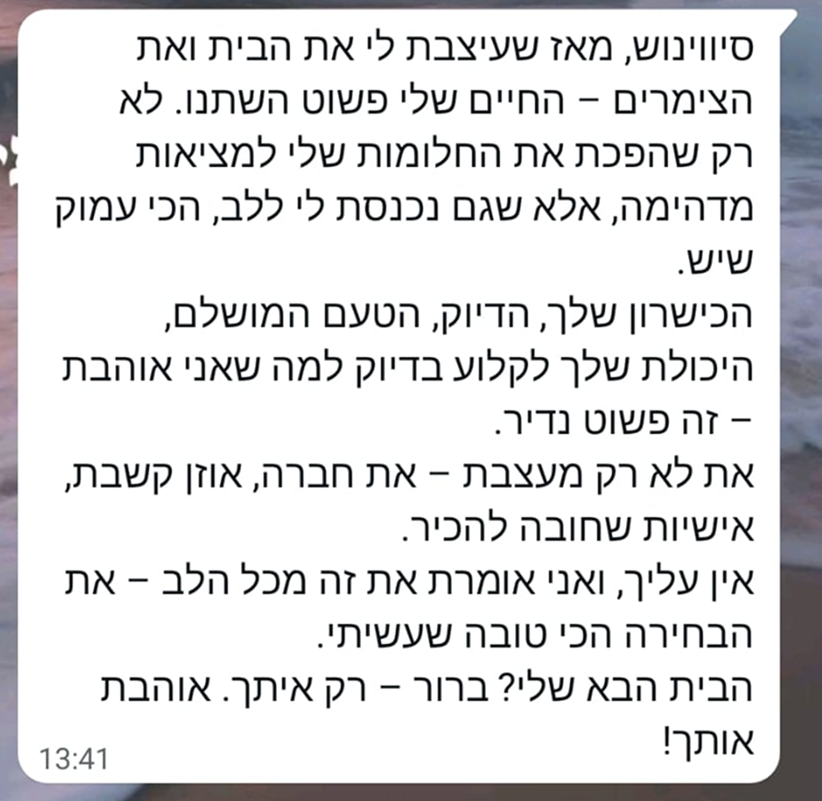 סיווינוש, מאז שעיצבת לי את הבית ואת
הצימרים – החיים שלי פשוט השתנו. לא
רק שהפכת את החלומות שלי למציאות
מדהימה, אלא שגם נכנסת לי ללב, הכי עמוק
שיש.
הכישרון שלך, הדיוק, הטעם המושלם,
היכולת שלך לקלוע בדיוק למה שאני אוהבת
– זה פשוט נדיר.
את לא רק מעצבת – את חברה, אוזן קשבת,
אישיות שחובה להכיר.
אין עליך, ואני אומרת את זה מכל הלב – את
הבחירה הכי טובה שעשיתי.
הבית הבא שלי? ברור – רק איתך. אוהבת
אותך!
13:41